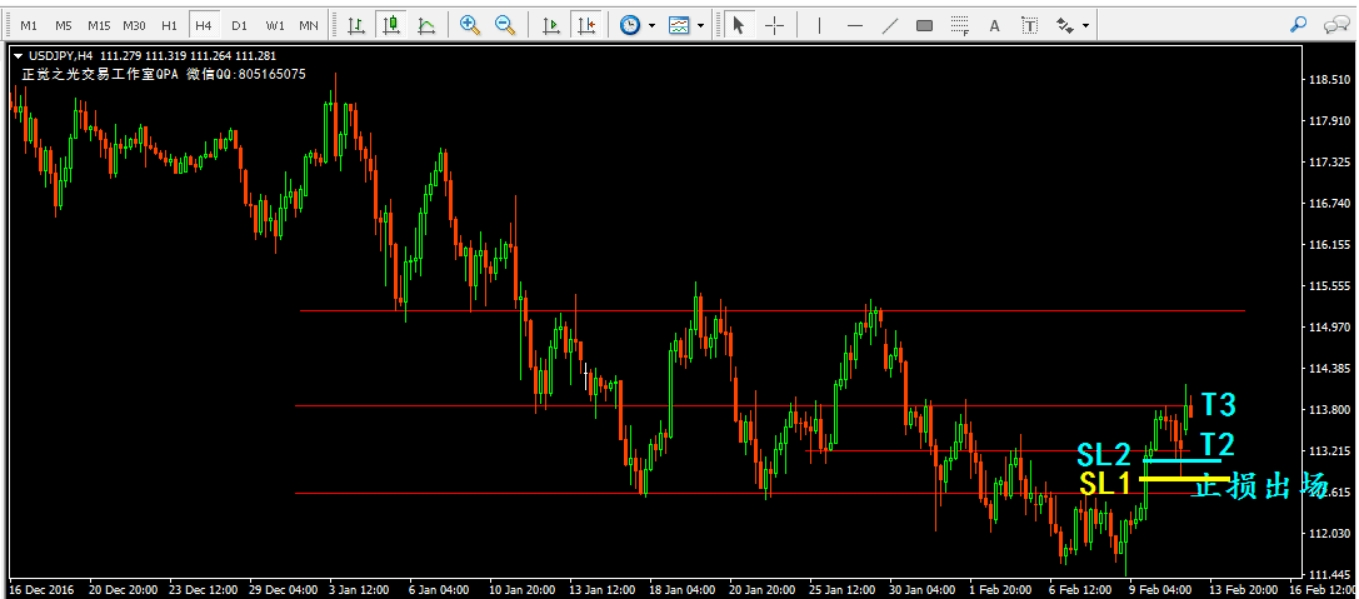 M1 M5 M15 M30 H1 H4 D1 W1 MN A T
USDJPY,H4 111.279 111.319 111.264 111.281
正觉之光交易工作室QPA 微信QQ:805165075
118.510
117.910
117.325
116.740
116.155
115.555
114.970
114.385
T3 113.800
T2
SL2 113.215
SL1 止损出场 112.615
112.030
111.445
16 Dec 2016 20 Dec 20:00 23 Dec 12:00 29 Dec 04:00 3 Jan 12:00 6 Jan 04:00 10 Jan 20:00 13 Jan 12:00 18 Jan 04:00 20 Jan 20:00 25 Jan 12:00 30 Jan 04:00 1 Feb 20:00 6 Feb 12:00 9 Feb 04:00 13 Feb 20:00 16 Feb 12:00